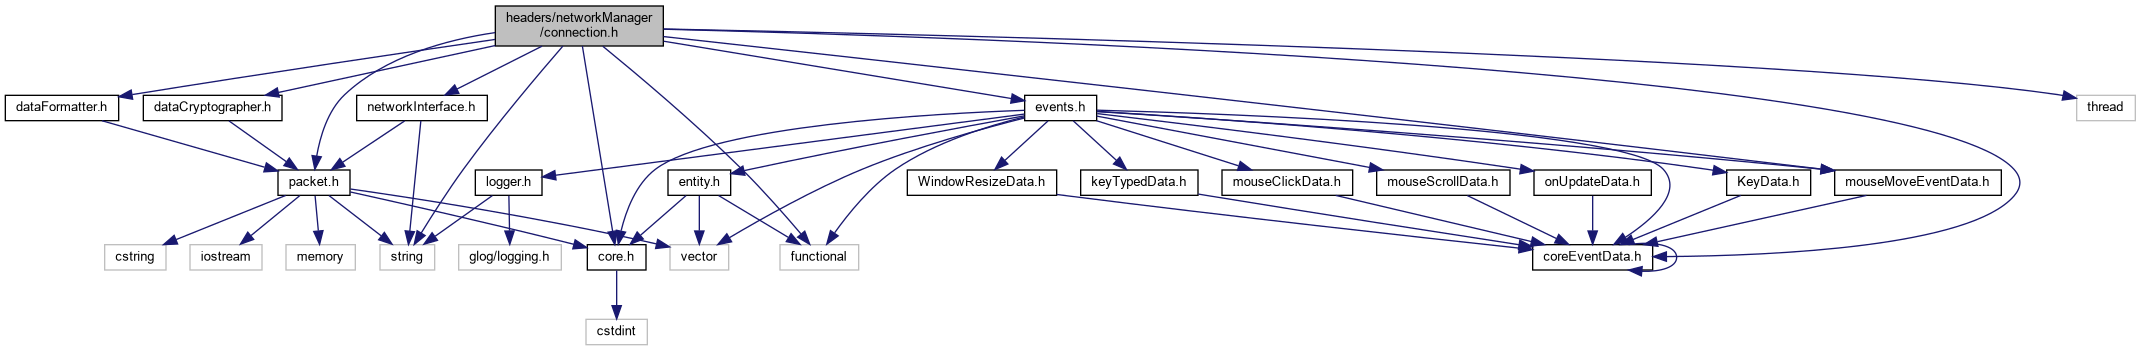 headers/networkManager
/connection.h
dataFormatter.h
dataCryptographer.h
networkInterface.h
events.h
thread
packet.h
logger.h
entity.h
WindowResizeData.h
keyTypedData.h
mouseClickData.h
mouseScrollData.h
onUpdateData.h
KeyData.h
mouseMoveEventData.h
cstring
iostream
memory
string
glog/logging.h
core.h
vector
functional
coreEventData.h
cstdint